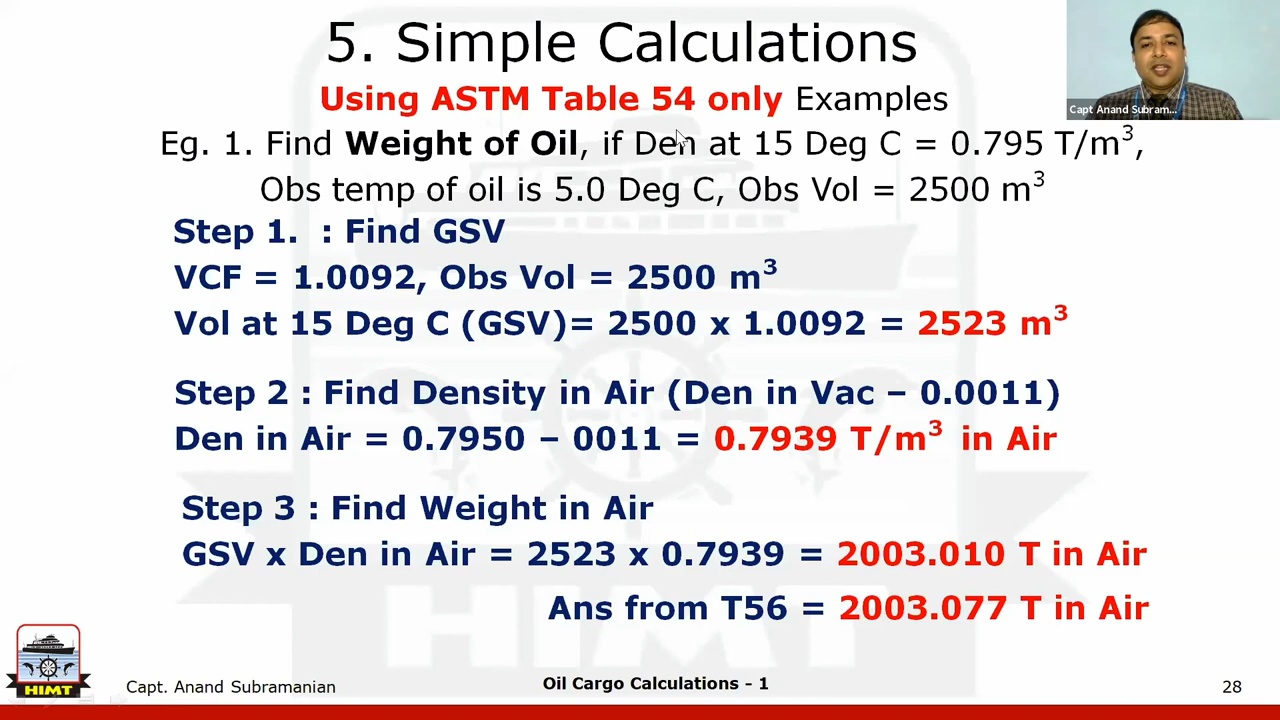 5. Simple Calculations
Capt Anand Subram...
Using ASTM Table 54 only Examples
Eg. 1. Find Weight of Oil, if Den at 15 Deg C = 0.795 T/m³,
Obs temp of oil is 5.0 Deg C, Obs Vol = 2500 m³
Step 1. : Find GSV
VCF = 1.0092, Obs Vol = 2500 m³
Vol at 15 Deg C (GSV)= 2500 x 1.0092 = 2523 m³
Step 2 : Find Density in Air (Den in Vac – 0.0011)
Den in Air = 0.7950 – 0011 = 0.7939 T/m³ in Air
Step 3 : Find Weight in Air
GSV x Den in Air = 2523 x 0.7939 = 2003.010 T in Air
Ans from T56 = 2003.077 T in Air
HIMT
HIMT
Capt. Anand Subramanian
Oil Cargo Calculations - 1
28